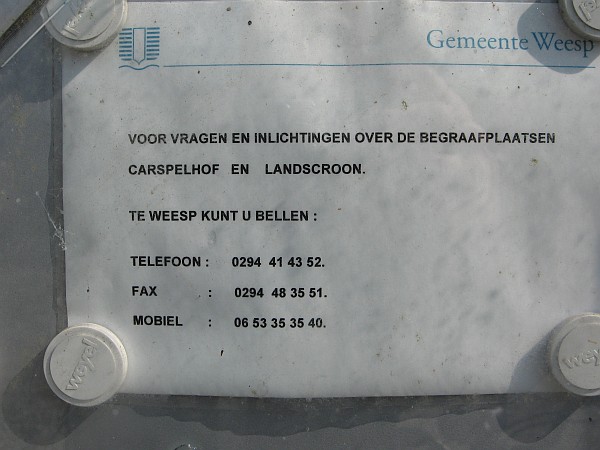 Gemeente Weesp
VOOR VRAGEN EN INLICHTINGEN OVER DE BEGRAAFPLAATSEN
CARSPELHOF EN LANDSCROON.
TE WEESP KUNT U BELLEN :
TELEFOON : 0294 41 43 52.
FAX : 0294 48 35 51.
MOBIEL : 06 53 35 35 40.
weyel